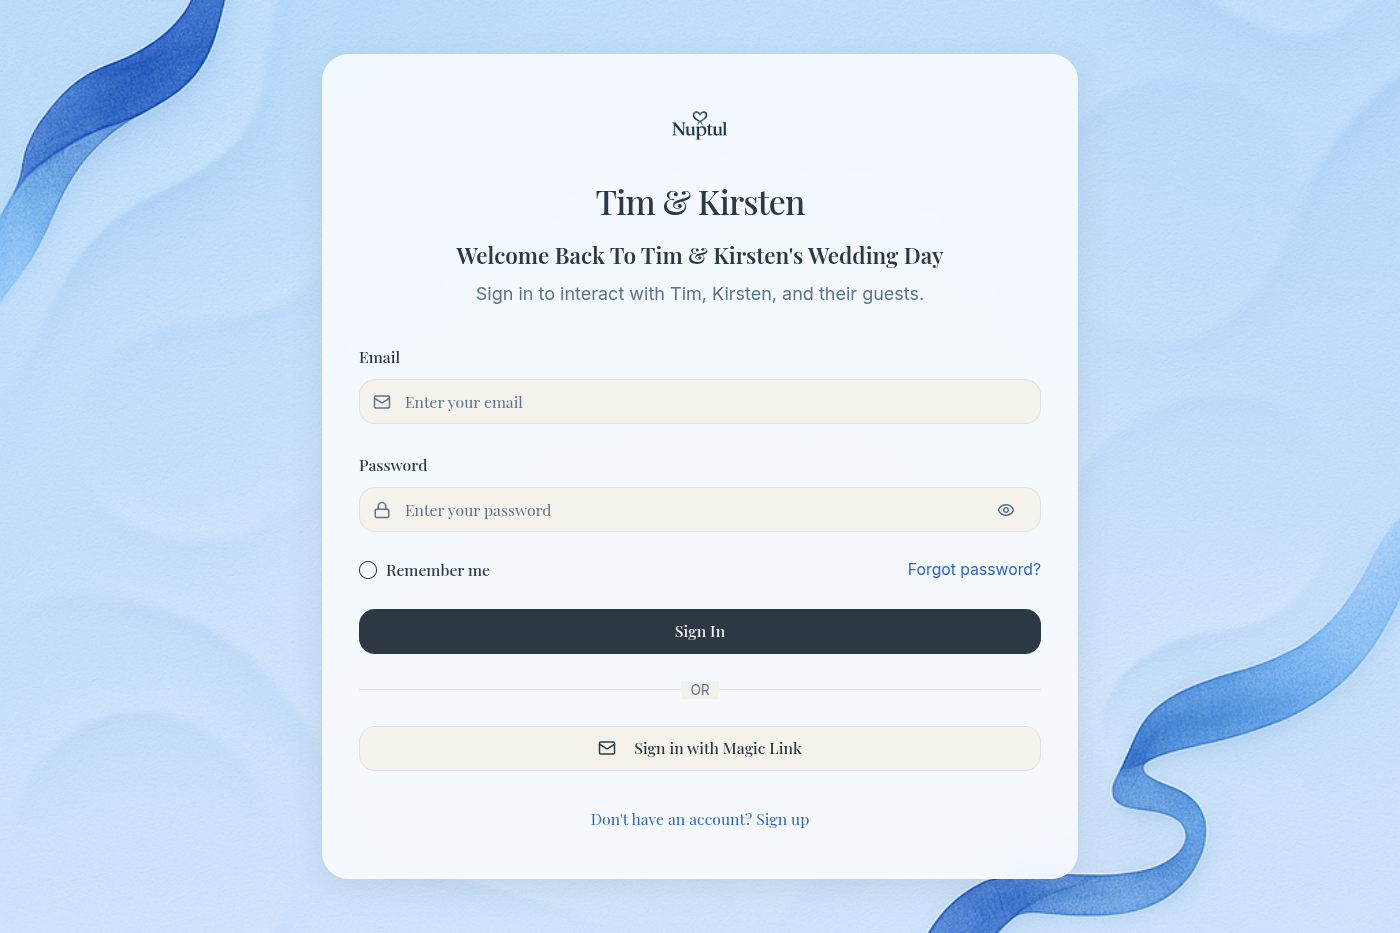 Nuptul
Tim & Kirsten
Welcome Back To Tim & Kirsten's Wedding Day
Sign in to interact with Tim, Kirsten, and their guests.
Email
Enter your email
Password
Enter your password
Remember me
Forgot password?
Sign In
OR
Sign in with Magic Link
Don't have an account? Sign up